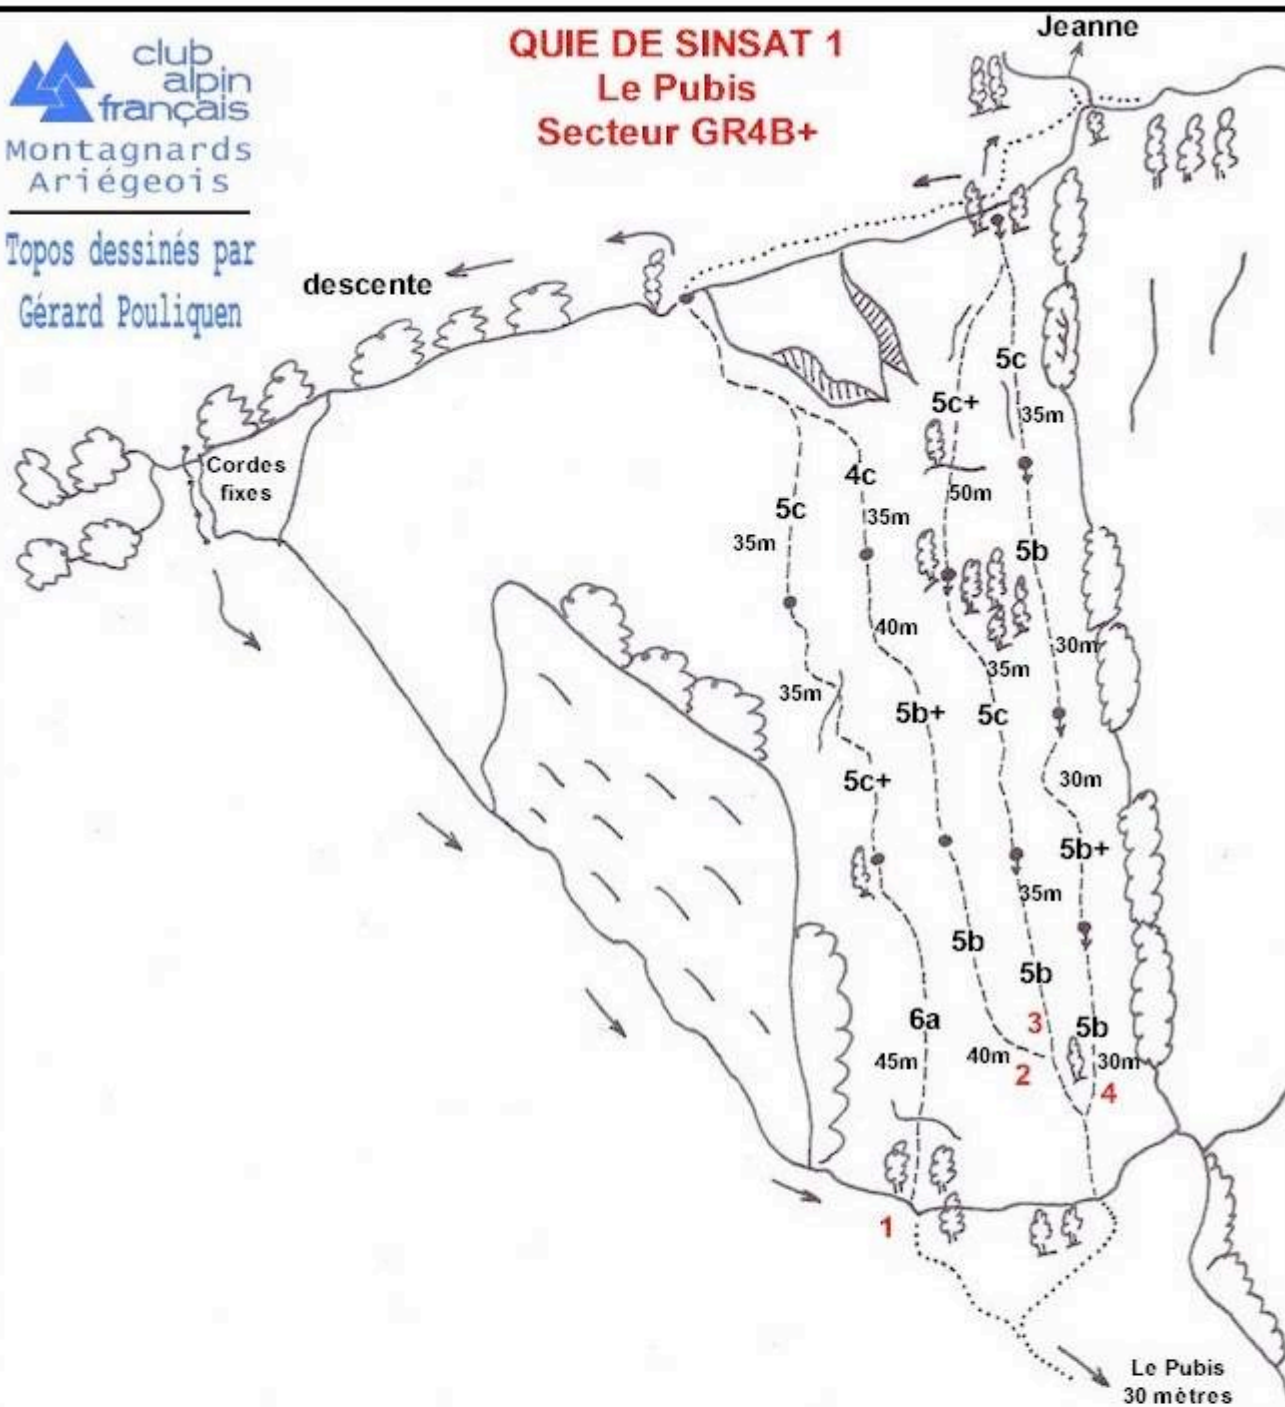 club
alpin
français
Montagnards
Ariégeois
Topos dessinés par
Gérard Pouliquen
QUIE DE SINSAT 1
Le Pubis
Secteur GR4B+
Jeanne
descente
Cordes
fixes
5c
35m
5c+
50m
4c
35m
5c
35m
5b
30m
40m
35m
35m
5b+
5c
30m
5c+
5b+
35m
5b
5b
3
6a
5b
45m
40m
2
30m
4
1
Le Pubis
30 mètres